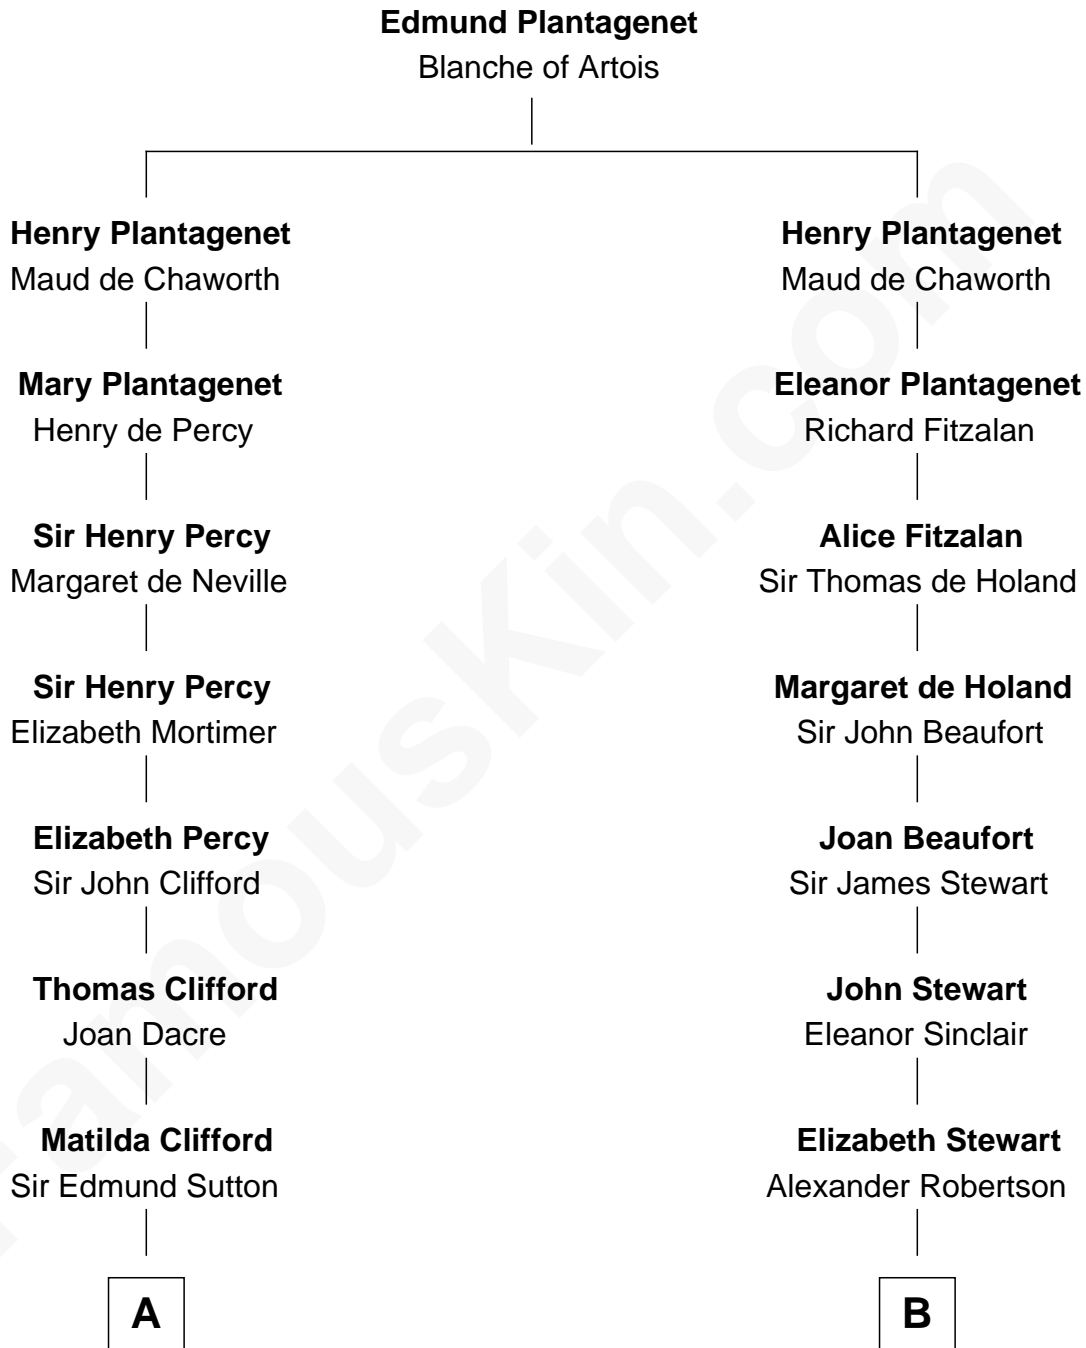 Edmund Plantagenet
Blanche of Artois
Henry Plantagenet
Maud de Chaworth
Henry Plantagenet
Maud de Chaworth
Mary Plantagenet
Henry de Percy
Eleanor Plantagenet
Richard Fitzalan
Sir Henry Percy
Margaret de Neville
Alice Fitzalan
Sir Thomas de Holand
Sir Henry Percy
Elizabeth Mortimer
Margaret de Holand
Sir John Beaufort
Elizabeth Percy
Sir John Clifford
Joan Beaufort
Sir James Stewart
Thomas Clifford
Joan Dacre
John Stewart
Eleanor Sinclair
Matilda Clifford
Sir Edmund Sutton
Elizabeth Stewart
Alexander Robertson
A
B
FamousKin.com